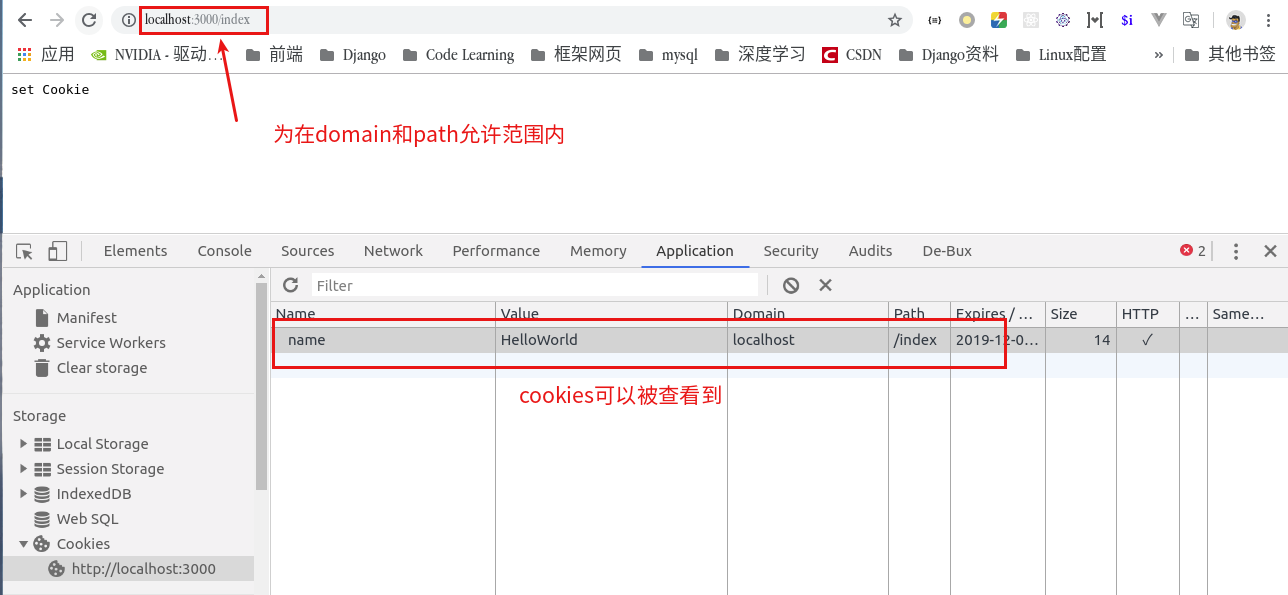 localhost:3000/index
应用 NVIDIA - 驱动... 前端 Django Code Learning 框架网页 mysql 深度学习 CSDN Django资料 Linux配置 » 其他书签
set Cookie
为在domain和path允许范围内
Elements Console Sources Network Performance Memory Application Security Audits De-Bux 2
Application
Manifest
Service Workers
Clear storage
Storage
Local Storage
Session Storage
IndexedDB
Web SQL
Cookies
http://localhost:3000
Filter
Name Value Domain Path Expires / ... Size HTTP ... Same...
name HelloWorld localhost /index 2019-12-0... 14 ✓
cookies可以被查看到